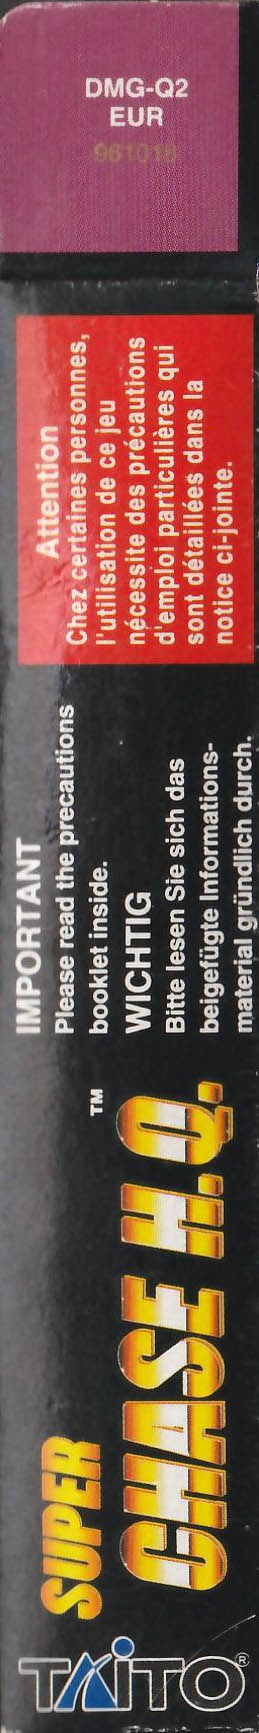 DMG-Q2
EUR
961016
Attention
Chez certaines personnes,
l'utilisation de ce jeu
nécessite des précautions
d'emploi particulières qui
sont détaillées dans la
notice ci-jointe.
IMPORTANT
Please read the precautions
booklet inside.
WICHTIG
Bitte lesen Sie sich das
beigefügte Informations-
material gründlich durch.
SUPER
CHASE H.Q.™
TAITO®